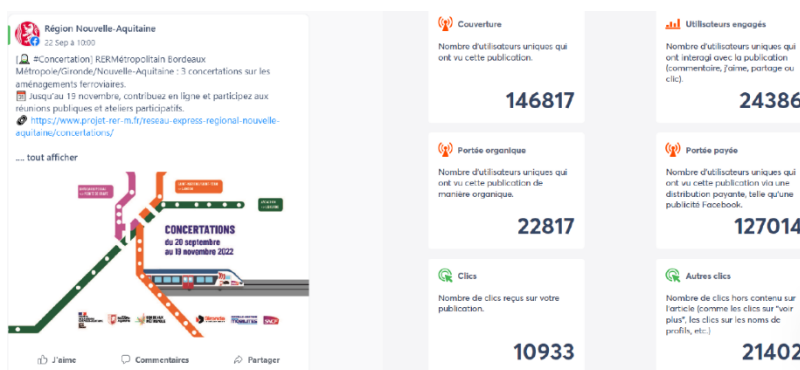 Région Nouvelle-Aquitaine
22 Sep à 10:00
[ #Concertation] RERMétropolitain Bordeaux
Métropole/Gironde/Nouvelle-Aquitaine : 3 concertations sur les
aménagements ferroviaires.
Jusqu'au 19 novembre, contribuez en ligne et participez aux
réunions publiques et ateliers participatifs.
https://www.projet-rer-m.fr/reseau-express-regional-nouvelle-
aquitaine/concertations/
.... tout afficher
CONCERTATIONS
du 20 septembre
au 19 novembre 2022
MOBILITÉS
SNCF
J'aime
Commentaires
Partager
Couverture
Nombre d'utilisateurs uniques qui
ont vu cette publication.
146817
Utilisateurs engagés
Nombre d'utilisateurs uniques qui
ont interagi avec la publication
(commentaire, j'aime, partage ou
clic).
24386
Portée organique
Nombre d'utilisateurs uniques qui
ont vu cette publication de
manière organique.
22817
Portée payée
Nombre d'utilisateurs uniques qui
ont vu cette publication via une
distribution payante, telle qu'une
publicité Facebook.
127014
Clics
Nombre de clics reçus sur votre
publication.
10933
Autres clics
Nombre de clics hors contenu sur
l'article (comme les clics sur "voir
plus", les clics sur les noms de
profils, etc.)
21402